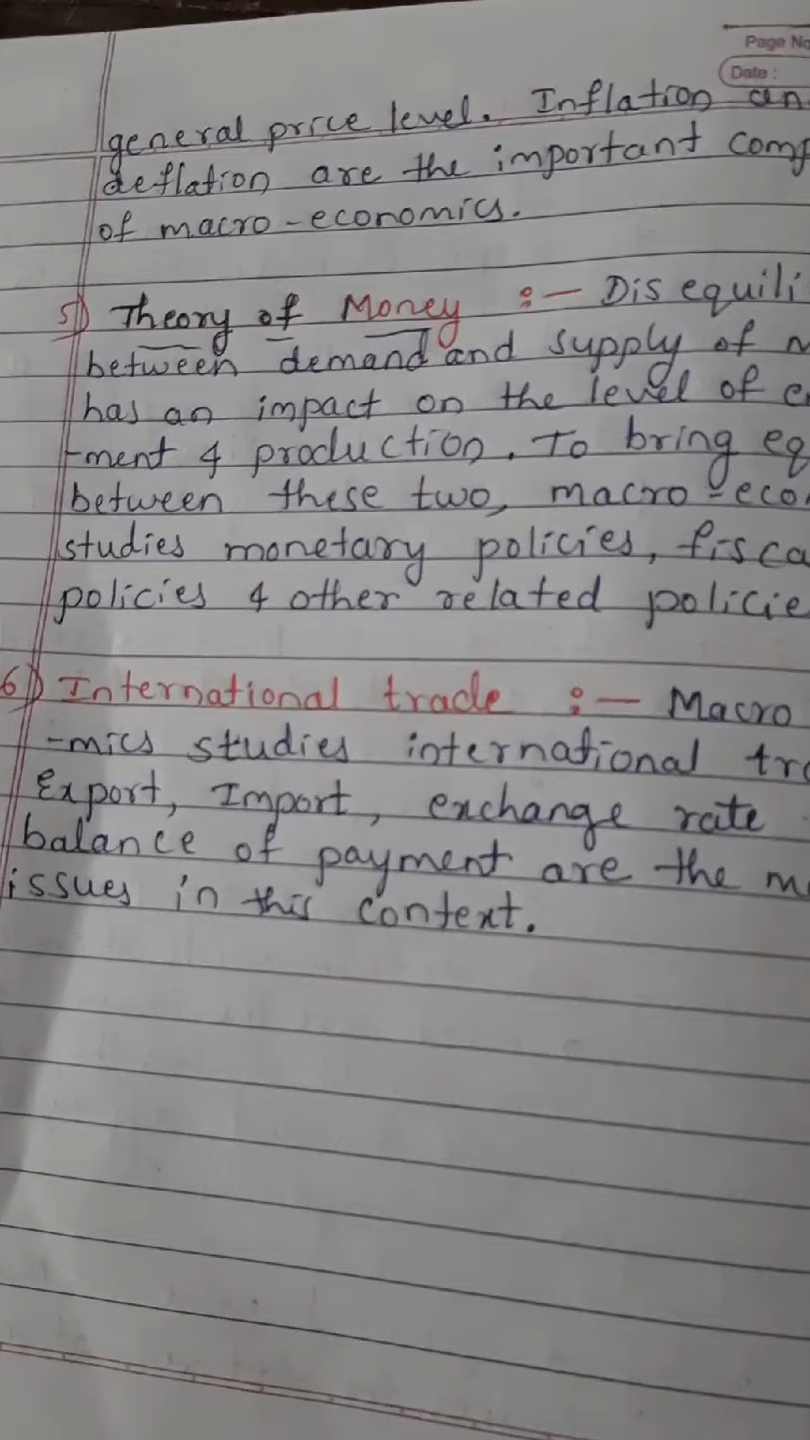 Page No
Date :
general price level. Inflation an
deflation are the important comp
of macro-economics.
5) Theory of Money :- Disequili
between demand and supply of
has an impact on the level of e
-ment & production. To bring eq
between these two, macro-eco
studies monetary policies, fisca
policies & other related policie
6) International trade :- Macro
-mics studies international tra
Export, Import, exchange rate
balance of payment are the
issues in this context.